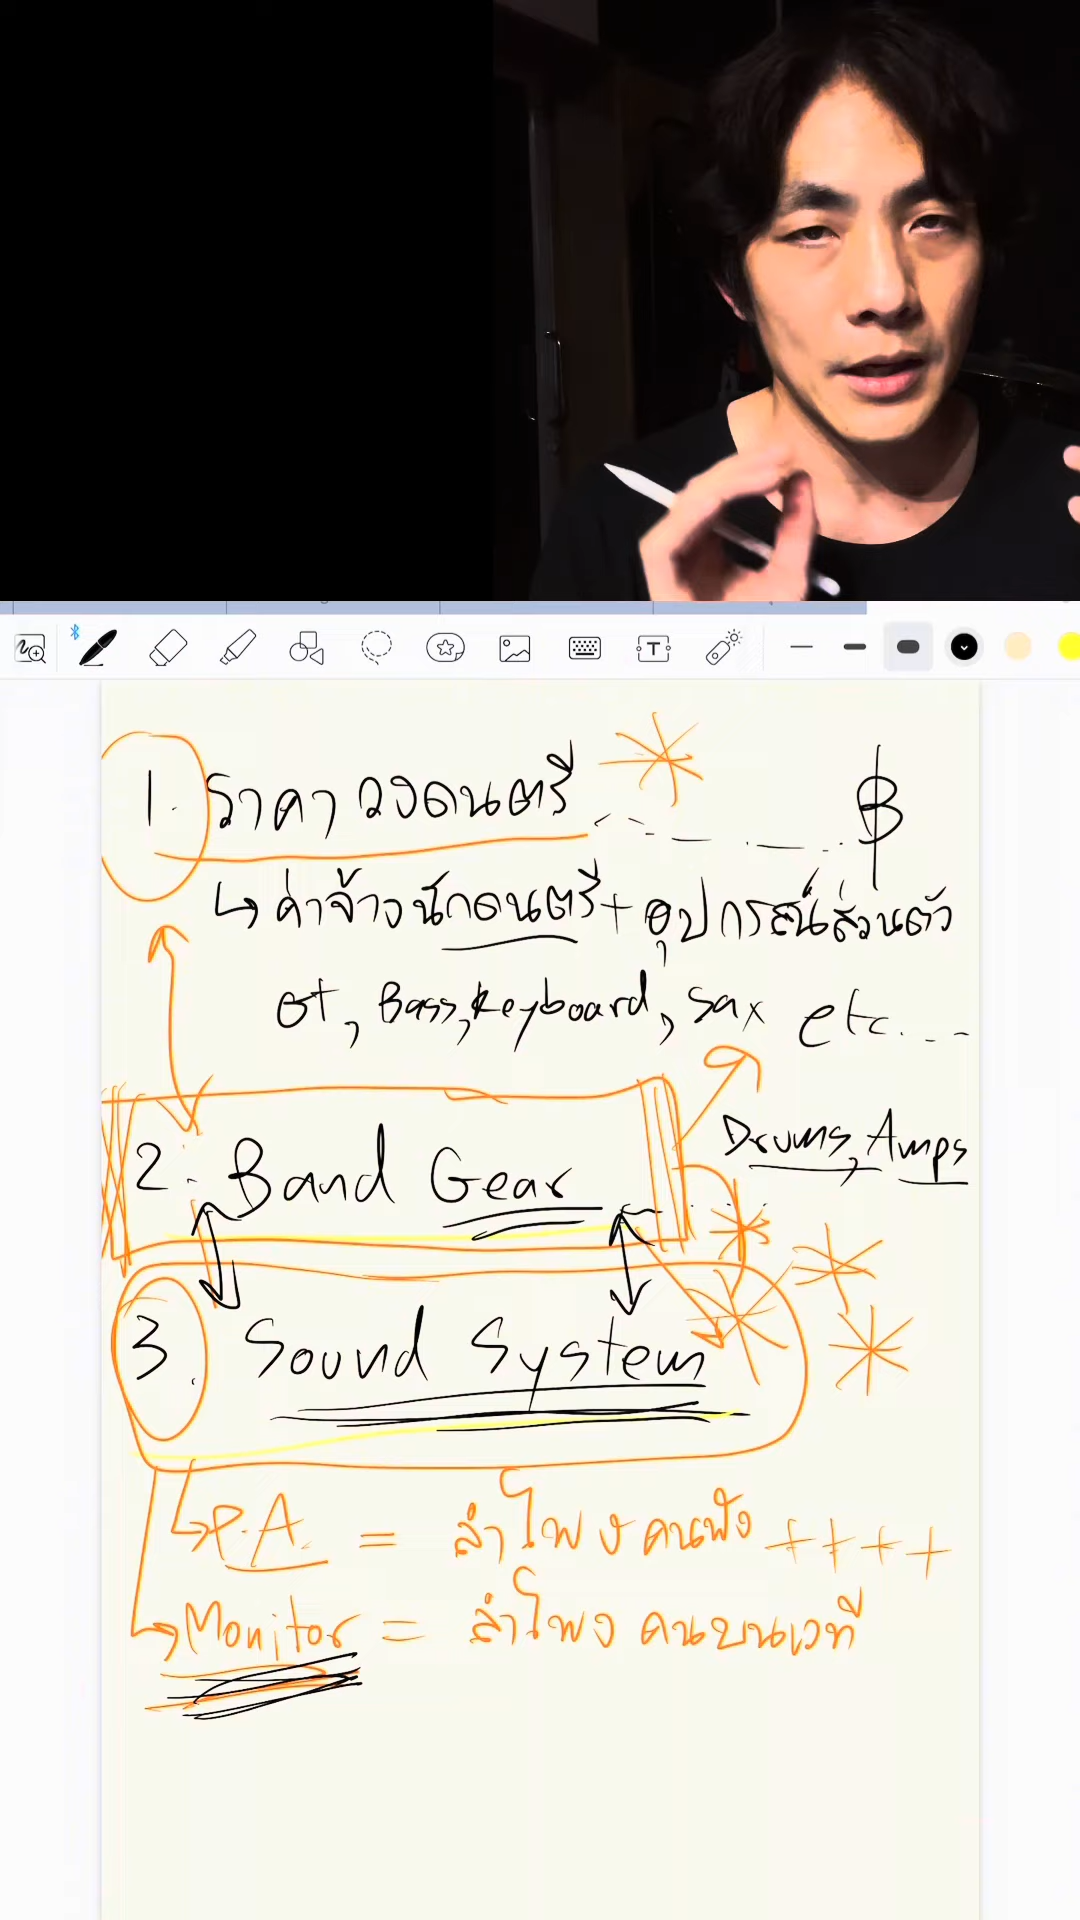 1. ราคาวงดนตรี ฿
↳ ค่าจ้างนักดนตรี + อุปกรณ์ส่วนตัว
Gt, Bass, Keyboard, Sax etc...
Drums, Amps
2. Band Gear
3. Sound System
↳ P.A. = ลำโพงคนฟัง ++++
↳ Monitor = ลำโพงคนบนเวที